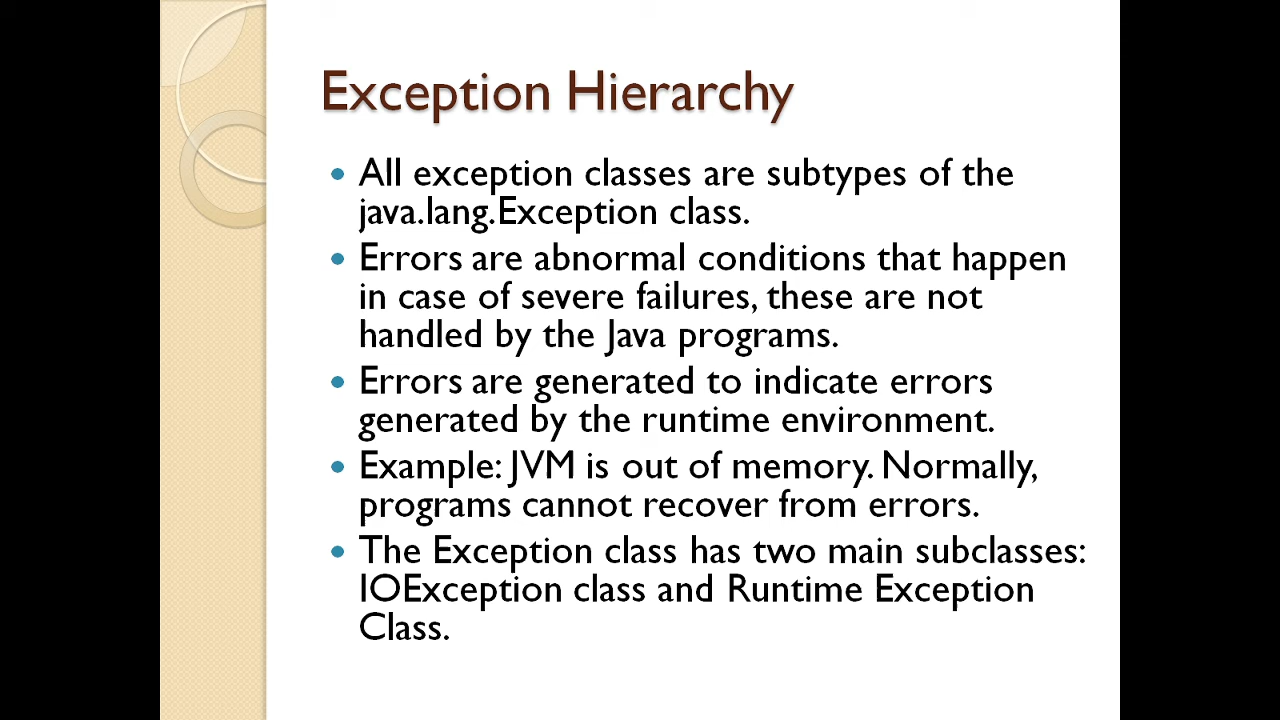 Exception Hierarchy
All exception classes are subtypes of the
java.lang.Exception class.
Errors are abnormal conditions that happen
in case of severe failures, these are not
handled by the Java programs.
Errors are generated to indicate errors
generated by the runtime environment.
Example: JVM is out of memory. Normally,
programs cannot recover from errors.
The Exception class has two main subclasses:
IOException class and Runtime Exception
Class.